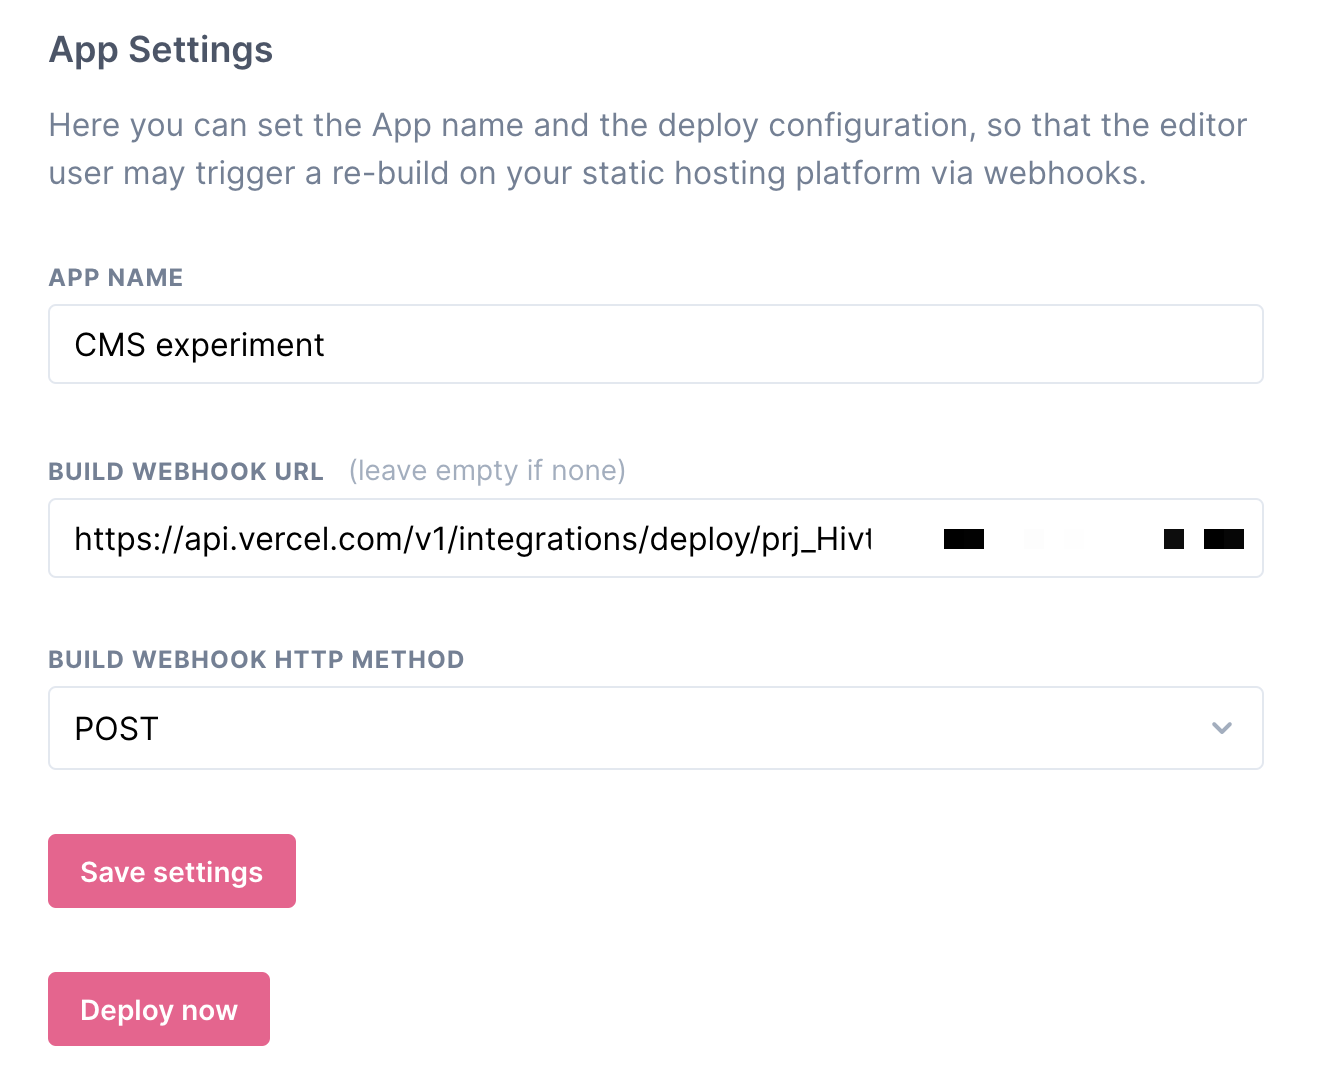 App Settings
Here you can set the App name and the deploy configuration, so that the editor
user may trigger a re-build on your static hosting platform via webhooks.
APP NAME
CMS experiment
BUILD WEBHOOK URL (leave empty if none)
https://api.vercel.com/v1/integrations/deploy/prj_Hivt
BUILD WEBHOOK HTTP METHOD
POST
Save settings
Deploy now